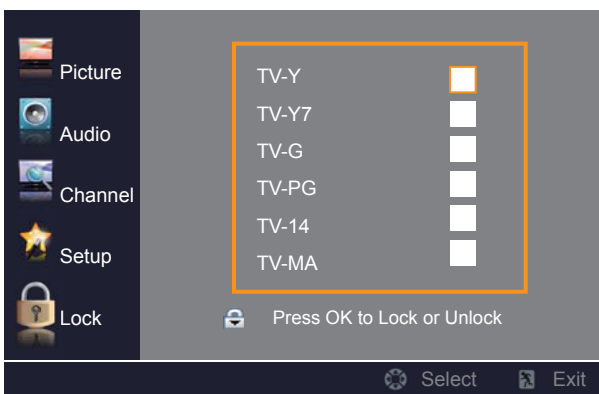 Picture
Audio
Channel
Setup
Lock
TV-Y
TV-Y7
TV-G
TV-PG
TV-14
TV-MA
Press OK to Lock or Unlock
Select Exit